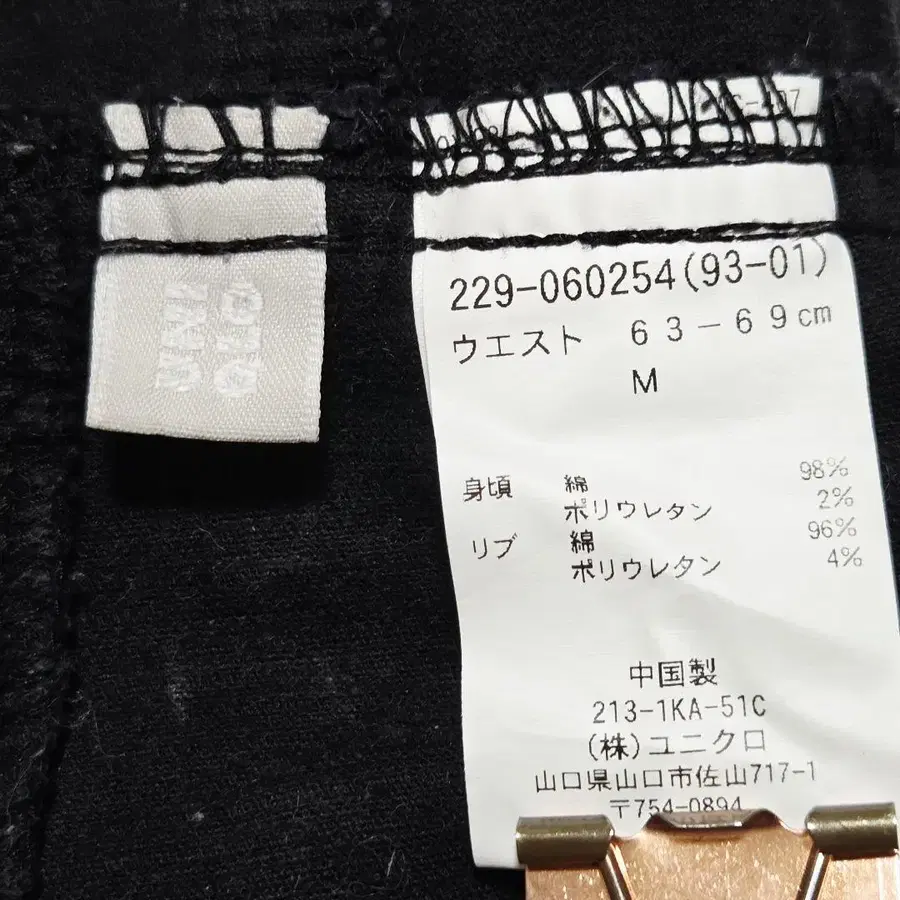 229-060254(93-01)
ウエスト 63-69cm
M
身頃 綿 98%
ポリウレタン 2%
リブ 綿 96%
ポリウレタン 4%
中国製
213-1KA-51C
(株)ユニクロ
山口県山口市佐山717-1
〒754-0894